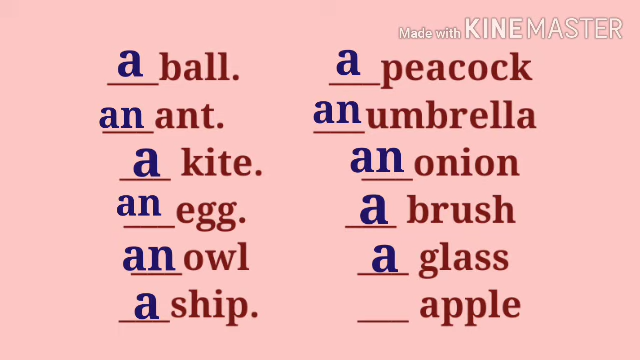 Made with KINEMASTER
a ball.
an ant.
a kite.
an egg.
an owl
a ship.
a peacock
an umbrella
an onion
a brush
a glass
___ apple